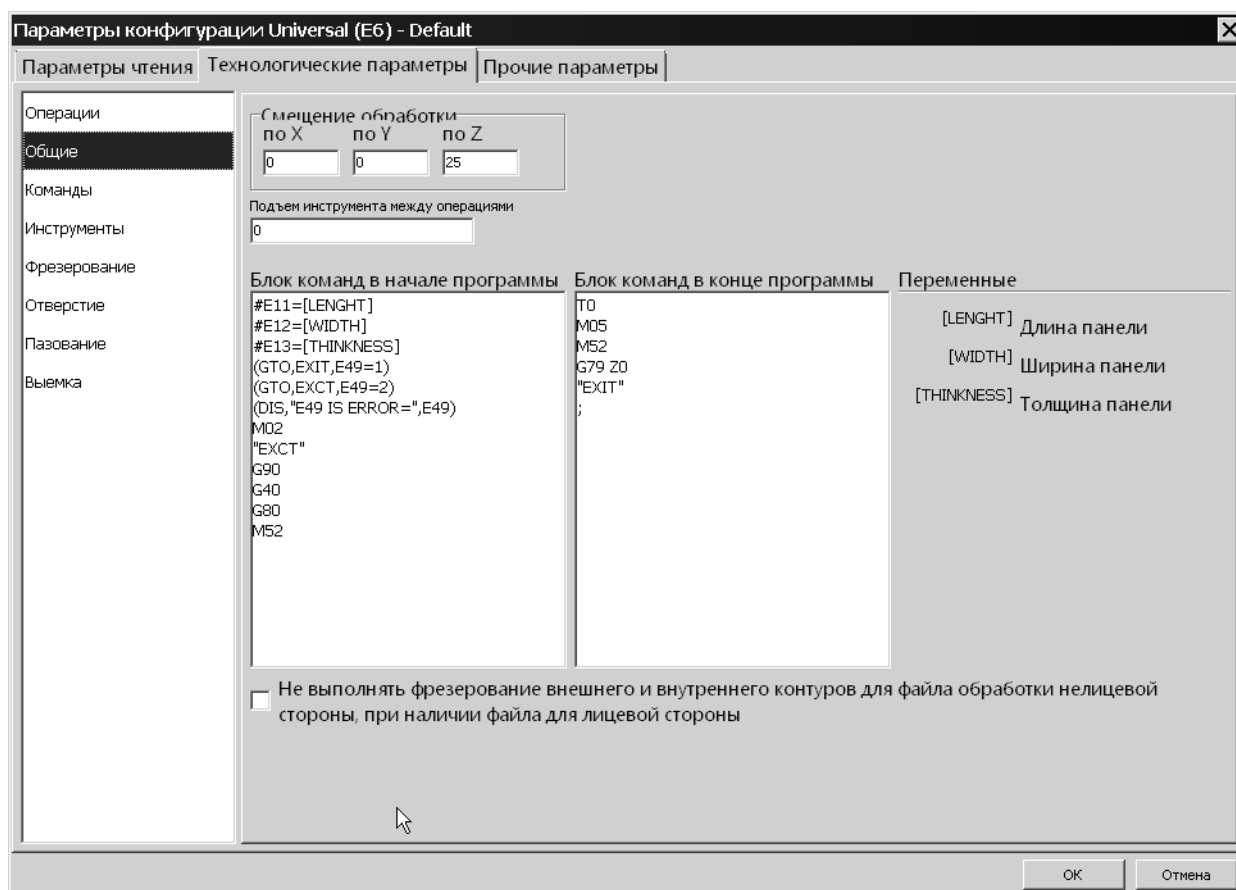 Параметры конфигурации Universal (E6) - Default
Параметры чтения Технологические параметры Прочие параметры
Операции
Общие
Команды
Инструменты
Фрезерование
Отверстие
Пазование
Выемка
Смещение обработки
по X по Y по Z
0 0 25
Подъем инструмента между операциями
0
Блок команд в начале программы
#E11=[LENGHT]
#E12=[WIDTH]
#E13=[THINKNESS]
(GTO,EXIT,E49=1)
(GTO,EXCT,E49=2)
(DIS,"E49 IS ERROR=",E49)
M02
"EXCT"
G90
G40
G80
M52
Блок команд в конце программы
T0
M05
M52
G79 Z0
"EXIT"
;
Переменные
[LENGHT] Длина панели
[WIDTH] Ширина панели
[THINKNESS] Толщина панели
Не выполнять фрезерование внешнего и внутреннего контуров для файла обработки нелицевой
стороны, при наличии файла для лицевой стороны
OK Отмена